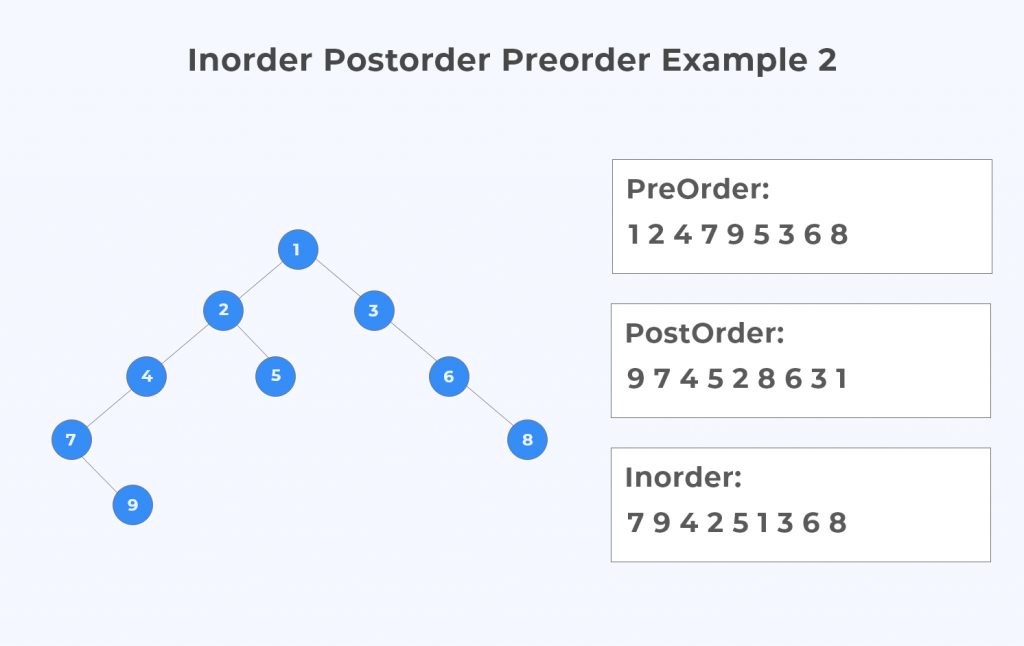 Inorder Postorder Preorder Example 2
PreOrder:
1 2 4 7 9 5 3 6 8
1
2
3
PostOrder:
9 7 4 5 2 8 6 3 1
4
5
6
7
8
Inorder:
7 9 4 2 5 1 3 6 8
9